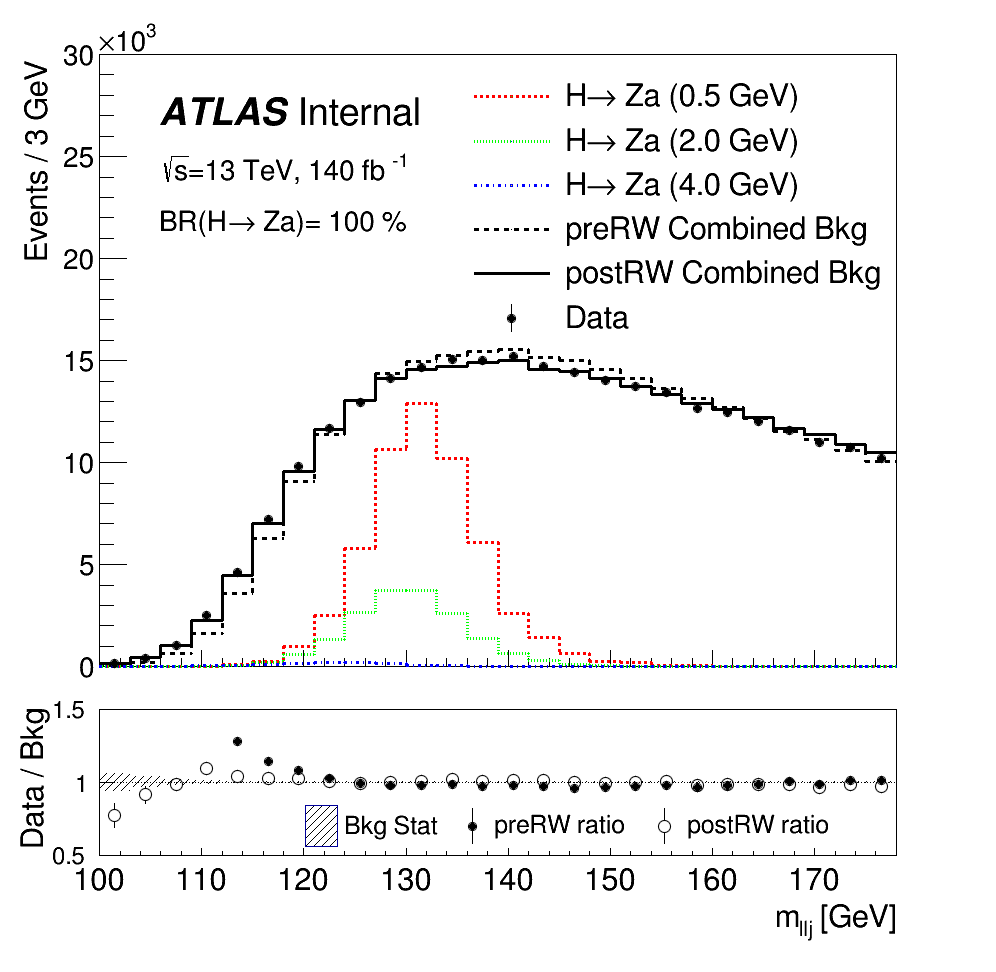 ×10³
30
25
20
15
10
5
0
Events / 3 GeV
ATLAS Internal
√s=13 TeV, 140 fb⁻¹
BR(H→ Za)= 100 %
H→ Za (0.5 GeV)
H→ Za (2.0 GeV)
H→ Za (4.0 GeV)
preRW Combined Bkg
postRW Combined Bkg
Data
1.5
1
0.5
Data / Bkg
Bkg Stat preRW ratio postRW ratio
100 110 120 130 140 150 160 170
m_llj [GeV]